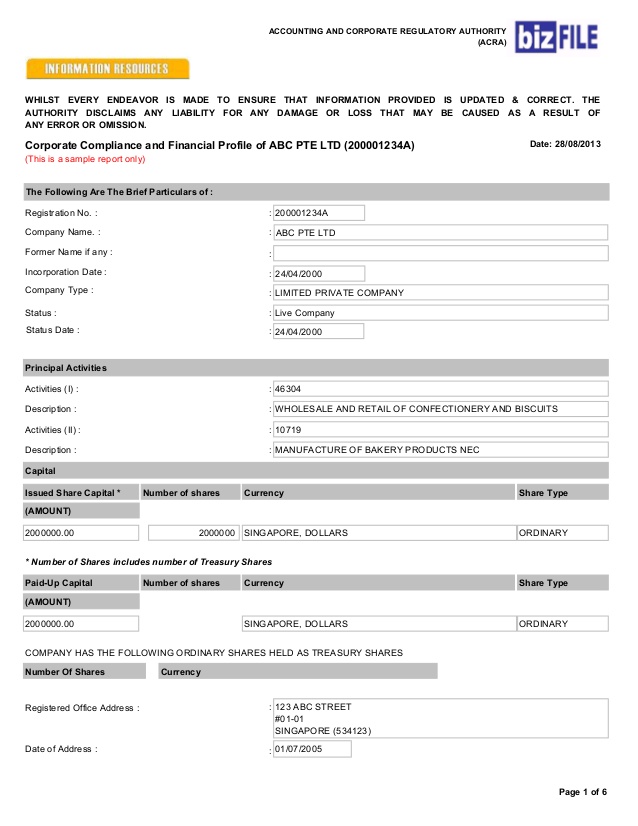 ACCOUNTING AND CORPORATE REGULATORY AUTHORITY
(ACRA)
bizFILE
INFORMATION RESOURCES
WHILST EVERY ENDEAVOR IS MADE TO ENSURE THAT INFORMATION PROVIDED IS UPDATED & CORRECT. THE
AUTHORITY DISCLAIMS ANY LIABILITY FOR ANY DAMAGE OR LOSS THAT MAY BE CAUSED AS A RESULT OF
ANY ERROR OR OMISSION.
Corporate Compliance and Financial Profile of ABC PTE LTD (200001234A) Date: 28/08/2013
(This is a sample report only)
The Following Are The Brief Particulars of :
Registration No. : : 200001234A
Company Name. : : ABC PTE LTD
Former Name if any : :
Incorporation Date : : 24/04/2000
Company Type : : LIMITED PRIVATE COMPANY
Status : : Live Company
Status Date : : 24/04/2000
Principal Activities
Activities (I) : : 46304
Description : : WHOLESALE AND RETAIL OF CONFECTIONERY AND BISCUITS
Activities (II) : : 10719
Description : : MANUFACTURE OF BAKERY PRODUCTS NEC
Capital
Issued Share Capital * Number of shares Currency Share Type
(AMOUNT)
2000000.00 2000000 SINGAPORE, DOLLARS ORDINARY
* Number of Shares includes number of Treasury Shares
Paid-Up Capital Number of shares Currency Share Type
(AMOUNT)
2000000.00 SINGAPORE, DOLLARS ORDINARY
COMPANY HAS THE FOLLOWING ORDINARY SHARES HELD AS TREASURY SHARES
Number Of Shares Currency
Registered Office Address : : 123 ABC STREET
#01-01
SINGAPORE (534123)
Date of Address : : 01/07/2005
Page 1 of 6